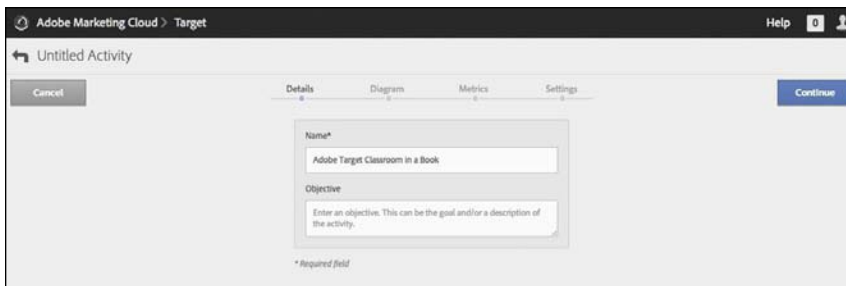 Adobe Marketing Cloud > Target Help 0
Untitled Activity
Cancel Details Diagram Metrics Settings Continue
Name*
Adobe Target Classroom in a Book
Objective
Enter an objective. This can be the goal and/or a description of
the activity.
* Required field